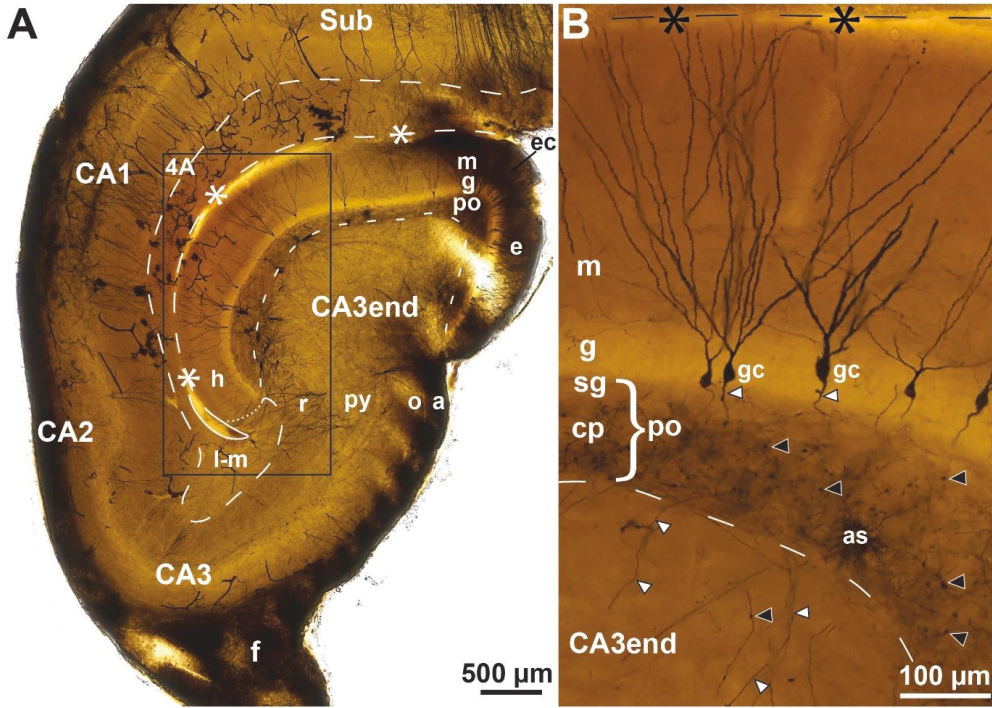 A
Sub
CA1
4A
*
*
ec
m
g
po
e
CA3end
*
h
r
py
o
a
CA2
l-m
CA3
f
500 µm
B
*
*
m
g
gc
gc
sg
cp
po
as
CA3end
100 µm